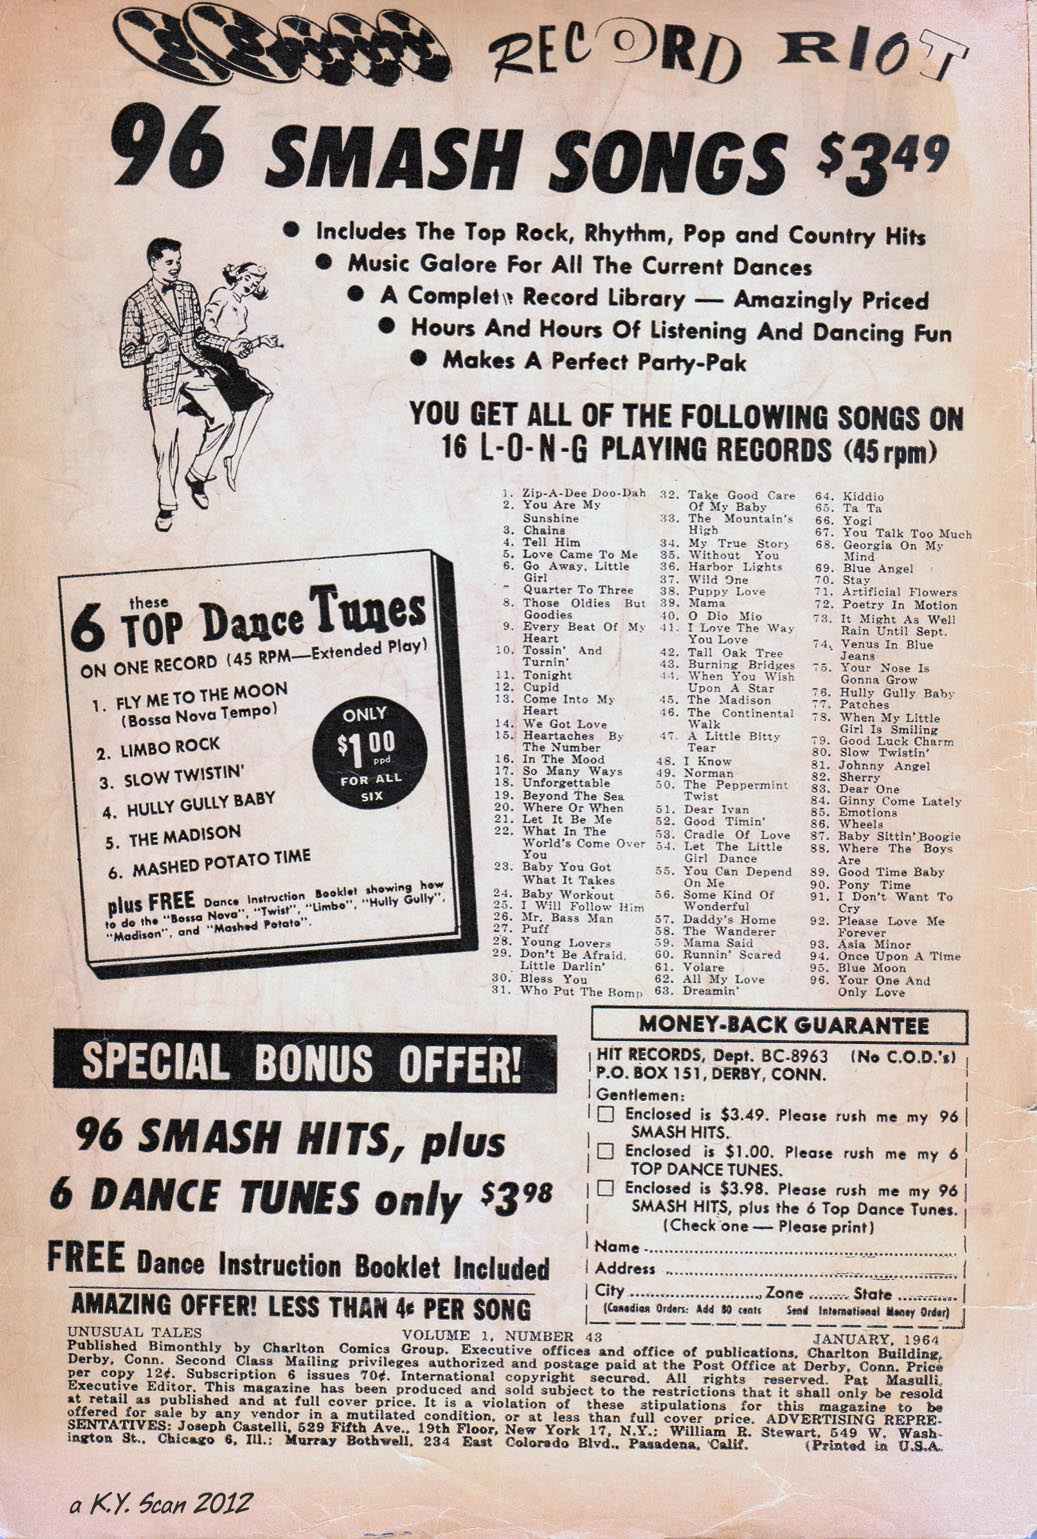 RECORD RIOT
96 SMASH SONGS $3.49
● Includes The Top Rock, Rhythm, Pop and Country Hits
● Music Galore For All The Current Dances
● A Complete Record Library — Amazingly Priced
● Hours And Hours Of Listening And Dancing Fun
● Makes A Perfect Party-Pak
YOU GET ALL OF THE FOLLOWING SONGS ON
16 L-O-N-G PLAYING RECORDS (45 rpm)
6 these
TOP Dance Tunes
ON ONE RECORD (45 RPM—Extended Play)
1. FLY ME TO THE MOON
(Bossa Nova Tempo)
2. LIMBO ROCK
3. SLOW TWISTIN'
4. HULLY GULLY BABY
5. THE MADISON
6. MASHED POTATO TIME
ONLY
$1.00
ppd
FOR ALL
SIX
plus FREE Dance Instruction Booklet showing how
to do the "Bossa Nova", "Twist", "Limbo", "Hully Gully",
"Madison", and "Mashed Potato".
1. Zip-A-Dee Doo-Dah
2. You Are My
Sunshine
3. Chains
4. Tell Him
5. Love Came To Me
6. Go Away, Little
Girl
Quarter To Three
8. Those Oldies But
Goodies
9. Every Beat Of My
Heart
10. Tossin' And
Turnin'
11. Tonight
12. Cupid
13. Come Into My
Heart
14. We Got Love
15. Heartaches By
The Number
16. In The Mood
17. So Many Ways
18. Unforgettable
19. Beyond The Sea
20. Where Or When
21. Let It Be Me
22. What In The
World's Come Over
You
23. Baby You Got
What It Takes
24. Baby Workout
25. I Will Follow Him
26. Mr. Bass Man
27. Puff
28. Young Lovers
29. Don't Be Afraid,
Little Darlin'
30. Bless You
31. Who Put The Bomp
32. Take Good Care
Of My Baby
33. The Mountain's
High
34. My True Story
35. Without You
36. Harbor Lights
37. Wild One
38. Puppy Love
39. Mama
40. O Dio Mio
41. I Love The Way
You Love
42. Tall Oak Tree
43. Burning Bridges
44. When You Wish
Upon A Star
45. The Madison
46. The Continental
Walk
47. A Little Bitty
Tear
48. I Know
49. Norman
50. The Peppermint
Twist
51. Dear Ivan
52. Good Timin'
53. Cradle Of Love
54. Let The Little
Girl Dance
55. You Can Depend
On Me
56. Some Kind Of
Wonderful
57. Daddy's Home
58. The Wanderer
59. Mama Said
60. Runnin' Scared
61. Volare
62. All My Love
63. Dreamin'
64. Kiddio
65. Ta Ta
66. Yogi
67. You Talk Too Much
68. Georgia On My
Mind
69. Blue Angel
70. Stay
71. Artificial Flowers
72. Poetry In Motion
73. It Might As Well
Rain Until Sept.
74. Venus In Blue
Jeans
75. Your Nose Is
Gonna Grow
76. Hully Gully Baby
77. Patches
78. When My Little
Girl Is Smiling
79. Good Luck Charm
80. Slow Twistin'
81. Johnny Angel
82. Sherry
83. Dear One
84. Ginny Come Lately
85. Emotions
86. Wheels
87. Baby Sittin' Boogie
88. Where The Boys
Are
89. Good Time Baby
90. Pony Time
91. I Don't Want To
Cry
92. Please Love Me
Forever
93. Asia Minor
94. Once Upon A Time
95. Blue Moon
96. Your One And
Only Love
SPECIAL BONUS OFFER!
96 SMASH HITS, plus
6 DANCE TUNES only $3.98
FREE Dance Instruction Booklet Included
AMAZING OFFER! LESS THAN 4¢ PER SONG
MONEY-BACK GUARANTEE
HIT RECORDS, Dept. BC-8963 (No C.O.D.'s)
P.O. BOX 151, DERBY, CONN.
Gentlemen:
Enclosed is $3.49. Please rush me my 96
SMASH HITS.
Enclosed is $1.00. Please rush me my 6
TOP DANCE TUNES.
Enclosed is $3.98. Please rush me my 96
SMASH HITS, plus the 6 Top Dance Tunes.
(Check one — Please print)
Name
Address
City Zone State
(Canadian Orders: Add 80 cents Send International Money Order)
UNUSUAL TALES VOLUME 1, NUMBER 43 JANUARY, 1964
Published Bimonthly by Charlton Comics Group. Executive offices and office of publications, Charlton Building,
Derby, Conn. Second Class Mailing privileges authorized and postage paid at the Post Office at Derby, Conn. Price
per copy 12¢. Subscription 6 issues 70¢. International copyright secured. All rights reserved. Pat Masulli,
Executive Editor. This magazine has been produced and sold subject to the restrictions that it shall only be resold
at retail as published and at full cover price. It is a violation of these stipulations for this magazine to be
offered for sale by any vendor in a mutilated condition, or at less than full cover price. ADVERTISING REPRE-
SENTATIVES: Joseph Castelli, 529 Fifth Ave., 19th Floor, New York 17, N.Y.; William R. Stewart, 549 W. Wash-
ington St., Chicago 6, Ill.; Murray Bothwell, 234 East Colorado Blvd., Pasadena, Calif. (Printed in U.S.A.
a K.Y. Scan 2012